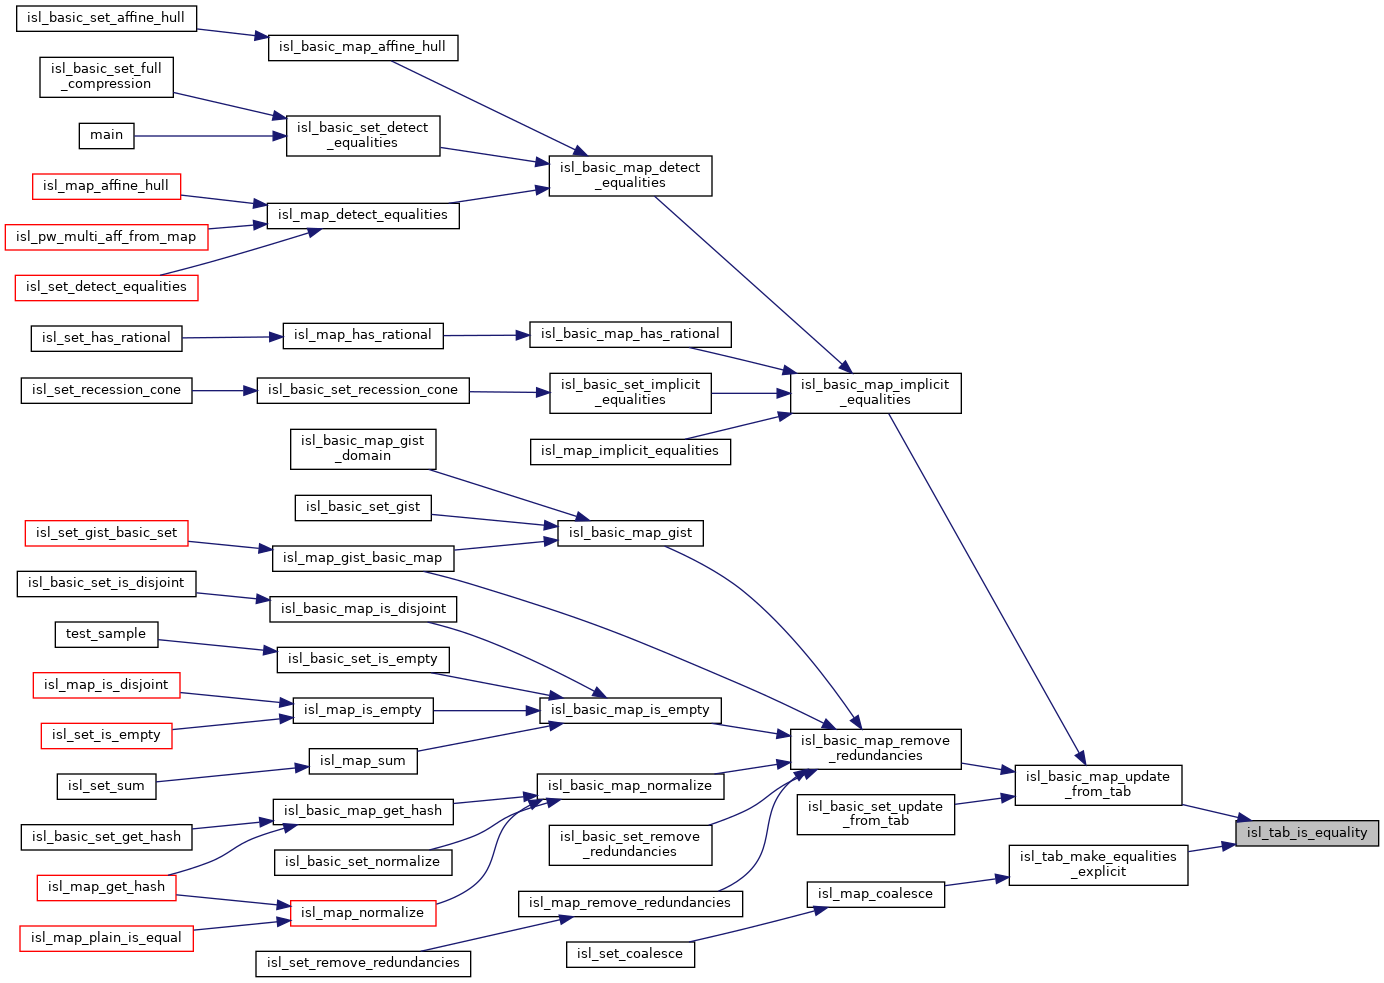 isl_basic_set_affine_hull
isl_basic_map_affine_hull
isl_basic_set_full
_compression
main
isl_basic_set_detect
_equalities
isl_basic_map_detect
_equalities
isl_map_affine_hull
isl_map_detect_equalities
isl_pw_multi_aff_from_map
isl_set_detect_equalities
isl_set_has_rational
isl_map_has_rational
isl_basic_map_has_rational
isl_set_recession_cone
isl_basic_set_recession_cone
isl_basic_set_implicit
_equalities
isl_basic_map_implicit
_equalities
isl_map_implicit_equalities
isl_basic_map_gist
_domain
isl_basic_set_gist
isl_basic_map_gist
isl_set_gist_basic_set
isl_map_gist_basic_map
isl_basic_set_is_disjoint
isl_basic_map_is_disjoint
test_sample
isl_basic_set_is_empty
isl_map_is_disjoint
isl_map_is_empty
isl_basic_map_is_empty
isl_set_is_empty
isl_map_sum
isl_basic_map_remove
_redundancies
isl_set_sum
isl_basic_map_normalize
isl_basic_map_update
_from_tab
isl_basic_map_get_hash
isl_basic_set_update
_from_tab
isl_basic_set_get_hash
isl_basic_set_remove
_redundancies
isl_tab_is_equality
isl_basic_set_normalize
isl_tab_make_equalities
_explicit
isl_map_get_hash
isl_map_coalesce
isl_map_normalize
isl_map_remove_redundancies
isl_map_plain_is_equal
isl_set_coalesce
isl_set_remove_redundancies